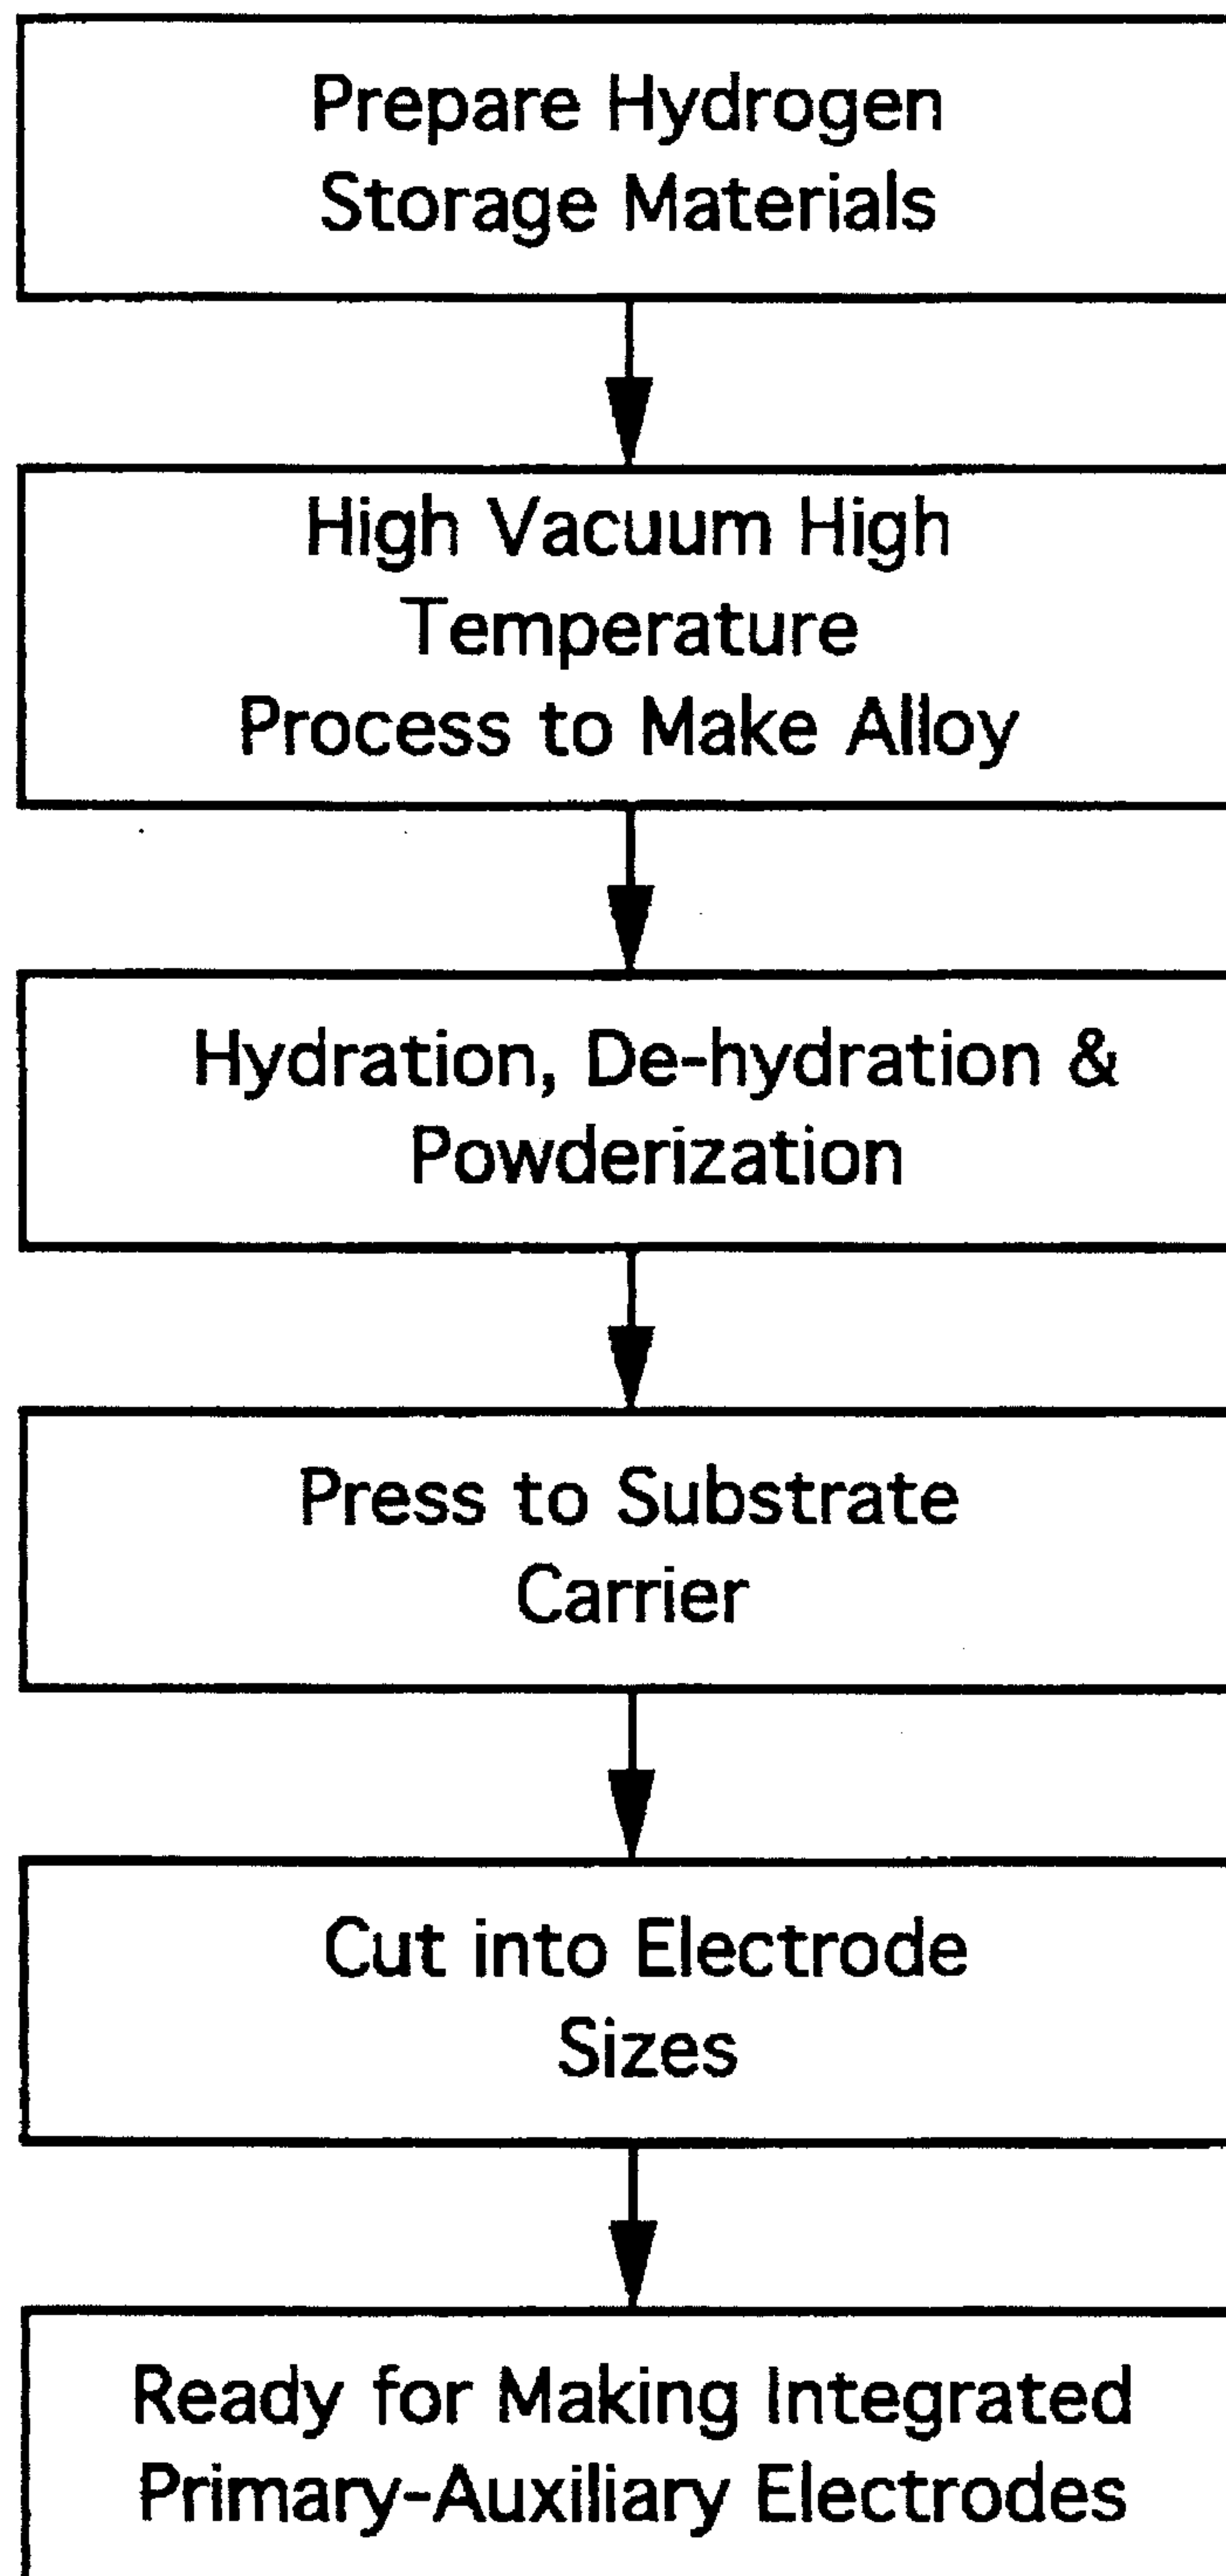 Prepare Hydrogen
Storage Materials
High Vacuum High
Temperature
Process to Make Alloy
Hydration, De-hydration &
Powderization
Press to Substrate
Carrier
Cut into Electrode
Sizes
Ready for Making Integrated
Primary-Auxiliary Electrodes